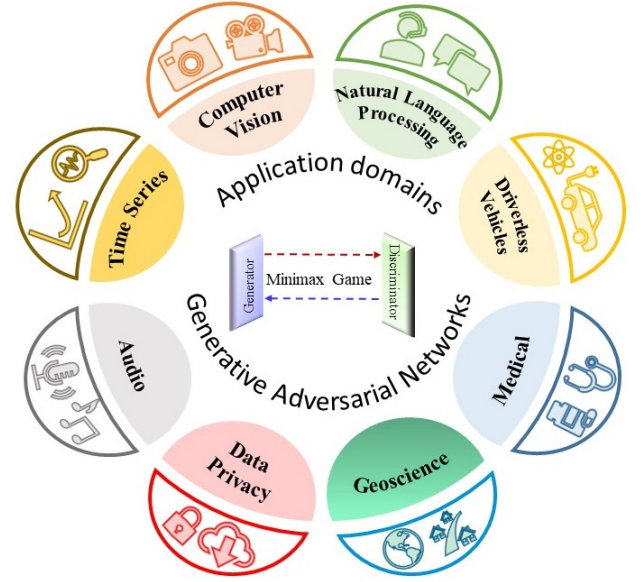 Computer
Vision
Natural Language
Processing
Time Series
Application domains
Driverless
Vehicles
Generator
Minimax Game
Discriminator
Generative Adversarial Networks
Audio
Medical
Data
Privacy
Geoscience